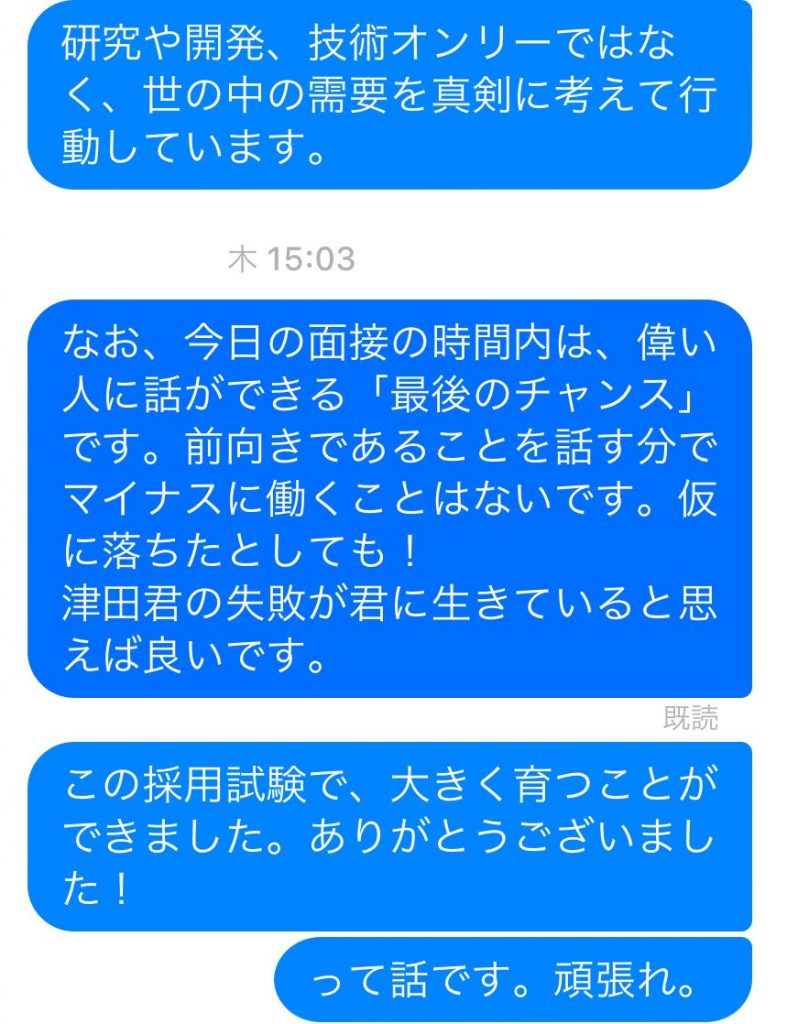 研究や開発、技術オンリーではな
く、世の中の需要を真剣に考えて行
動しています。
木 15:03
なお、今日の面接の時間内は、偉い
人に話ができる「最後のチャンス」
です。前向きであることを話す分で
マイナスに働くことはないです。仮
に落ちたとしても！
津田君の失敗が君に生きていると思
えば良いです。
既読
この採用試験で、大きく育つことが
できました。ありがとうございまし
た！
って話です。頑張れ。